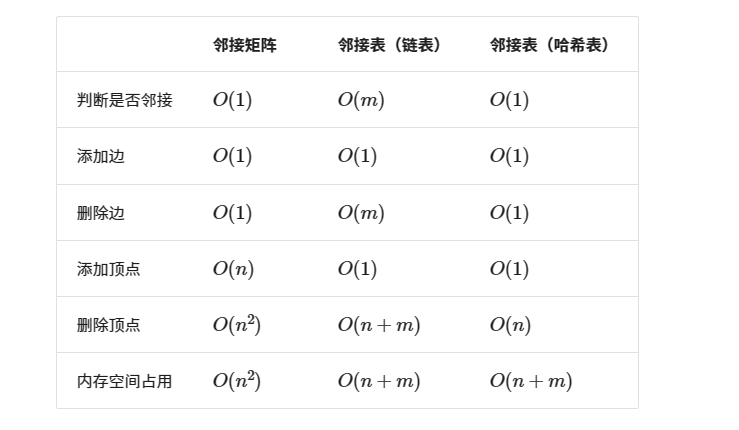 邻接矩阵 邻接表（链表） 邻接表（哈希表）
判断是否邻接 O(1) O(m) O(1)
添加边 O(1) O(1) O(1)
删除边 O(1) O(m) O(1)
添加顶点 O(n) O(1) O(1)
删除顶点 O(n²) O(n + m) O(n)
内存空间占用 O(n²) O(n + m) O(n + m)